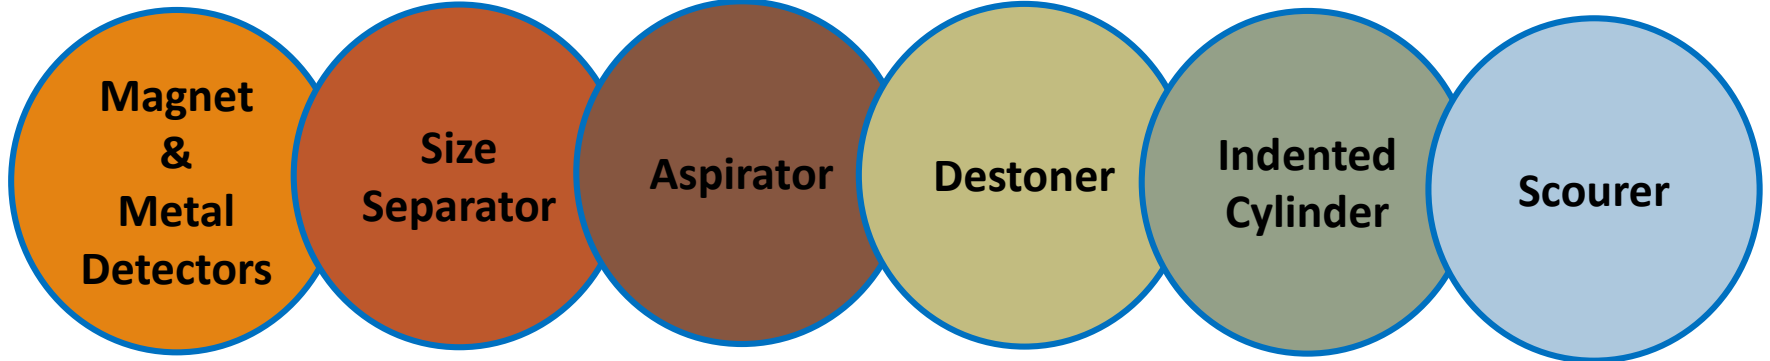 Magnet
&
Metal
Detectors
Size
Separator
Aspirator
Destoner
Indented
Cylinder
Scourer